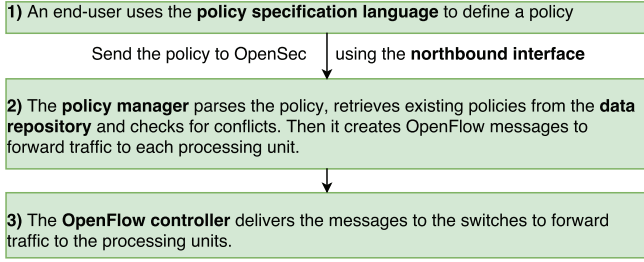 1) An end-user uses the policy specification language to define a policy
Send the policy to OpenSec using the northbound interface
2) The policy manager parses the policy, retrieves existing policies from the data
repository and checks for conflicts. Then it creates OpenFlow messages to
forward traffic to each processing unit.
3) The OpenFlow controller delivers the messages to the switches to forward
traffic to the processing units.